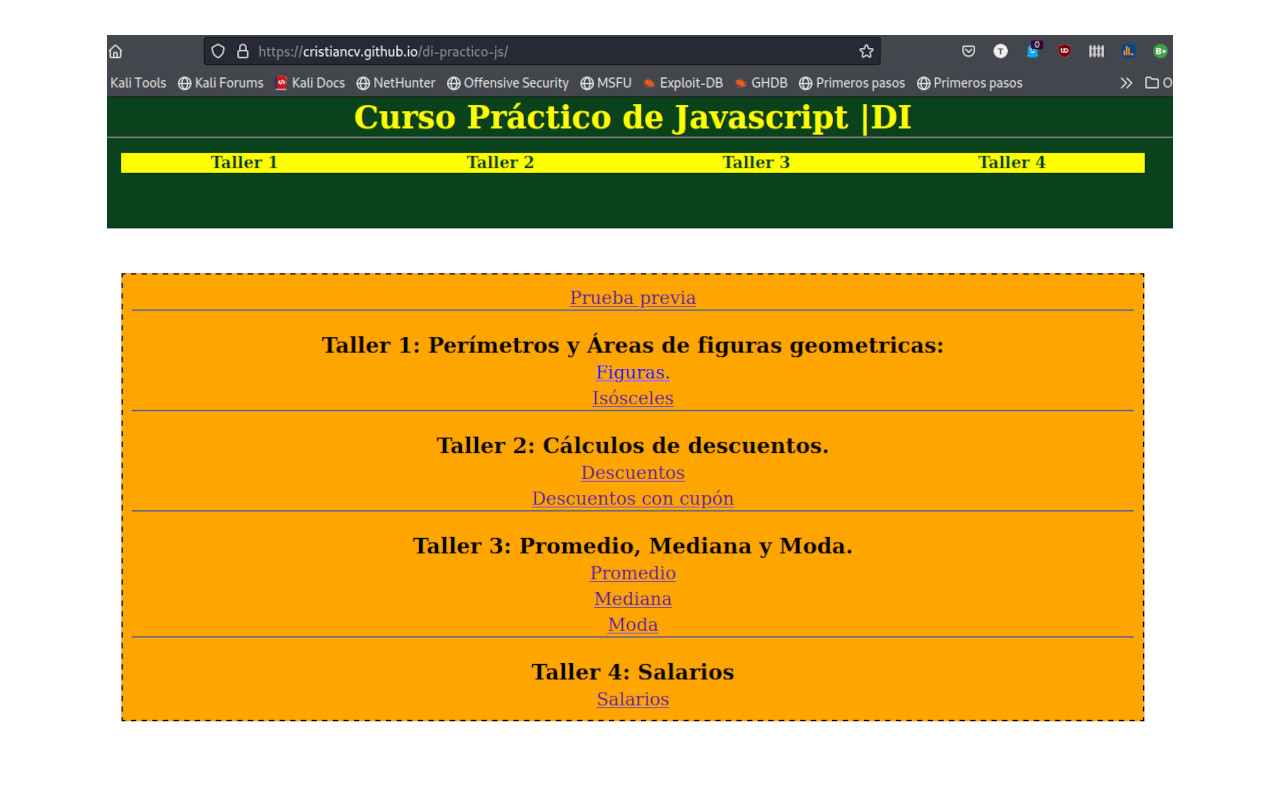 https://cristiancv.github.io/di-practico-js/
Kali Tools Kali Forums Kali Docs NetHunter Offensive Security MSFU Exploit-DB GHDB Primeros pasos Primeros pasos O
Curso Práctico de Javascript |DI
Taller 1 Taller 2 Taller 3 Taller 4
Prueba previa
Taller 1: Perímetros y Áreas de figuras geometricas:
Figuras.
Isósceles
Taller 2: Cálculos de descuentos.
Descuentos
Descuentos con cupón
Taller 3: Promedio, Mediana y Moda.
Promedio
Mediana
Moda
Taller 4: Salarios
Salarios